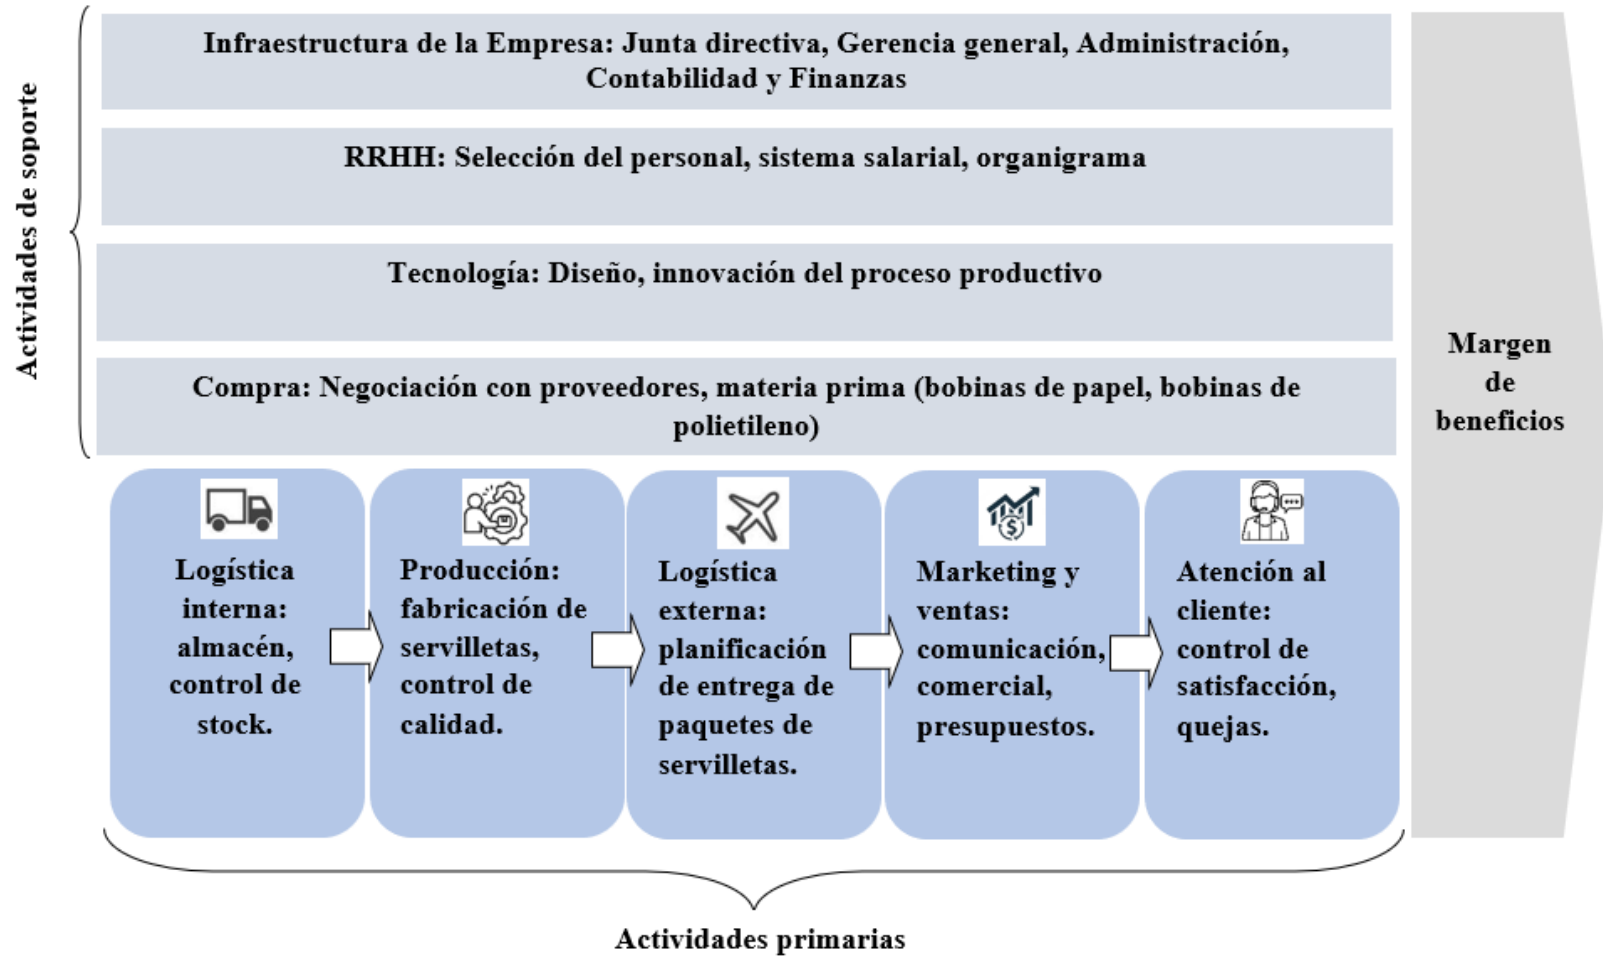 Actividades de soporte
Infraestructura de la Empresa: Junta directiva, Gerencia general, Administración,
Contabilidad y Finanzas
RRHH: Selección del personal, sistema salarial, organigrama
Tecnología: Diseño, innovación del proceso productivo
Compra: Negociación con proveedores, materia prima (bobinas de papel, bobinas de
polietileno)
Margen
de
beneficios
Logística
interna:
almacén,
control de
stock.
Producción:
fabricación de
servilletas,
control de
calidad.
Logística
externa:
planificación
de entrega de
paquetes de
servilletas.
Marketing y
ventas:
comunicación,
comercial,
presupuestos.
Atención al
cliente:
control de
satisfacción,
quejas.
Actividades primarias